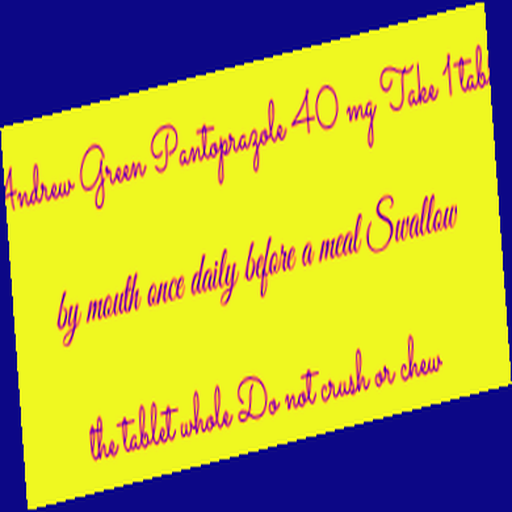 Andrew Green Pantoprazole 40 mg Take 1 tab
by mouth once daily before a meal Swallow
the tablet whole Do not crush or chew